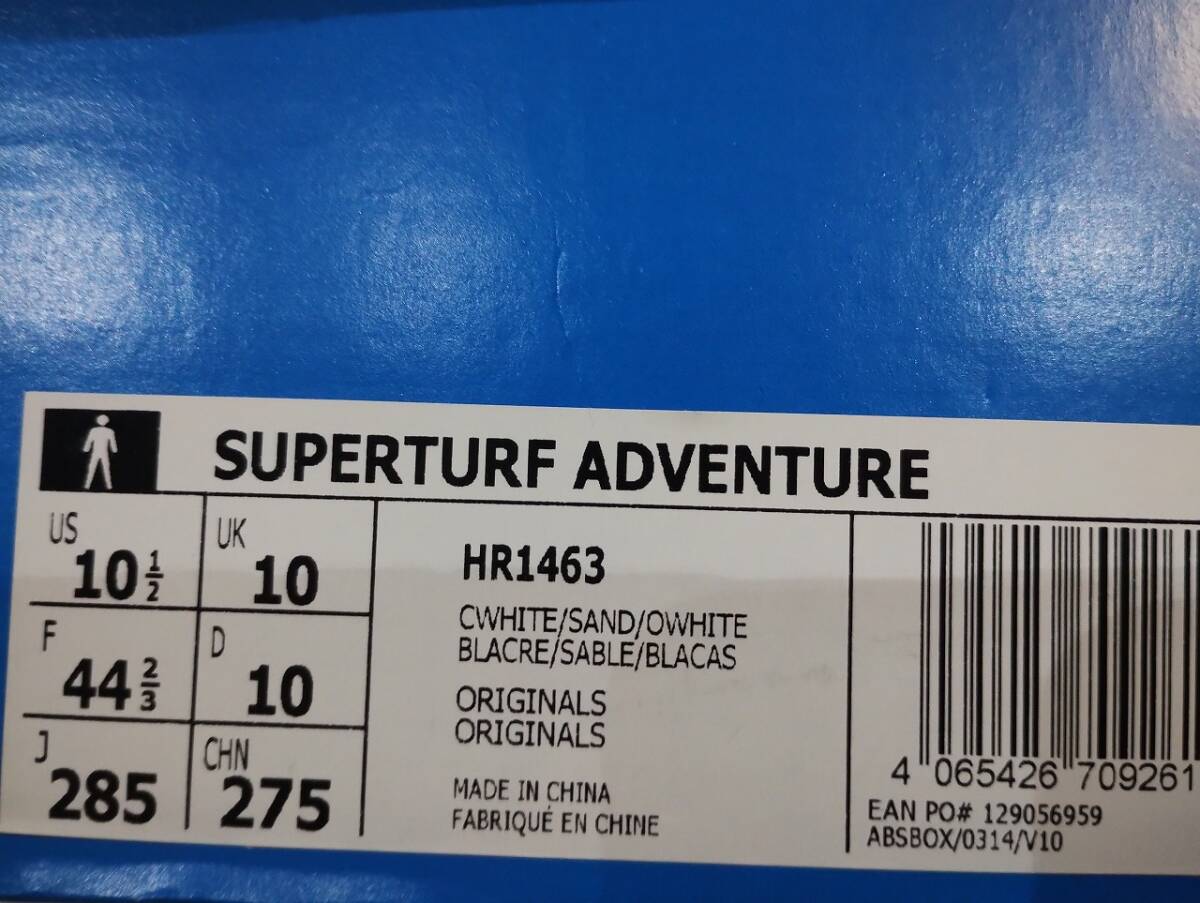 SUPERTURF ADVENTURE
US
10 1/2
UK
10
F
44 2/3
D
10
J
285
CHN
275
HR1463
CWHITE/SAND/OWHITE
BLACRE/SABLE/BLACAS
ORIGINALS
ORIGINALS
MADE IN CHINA
FABRIQUÉ EN CHINE
4 065426 709261
EAN PO# 129056959
ABSBOX/0314/V10